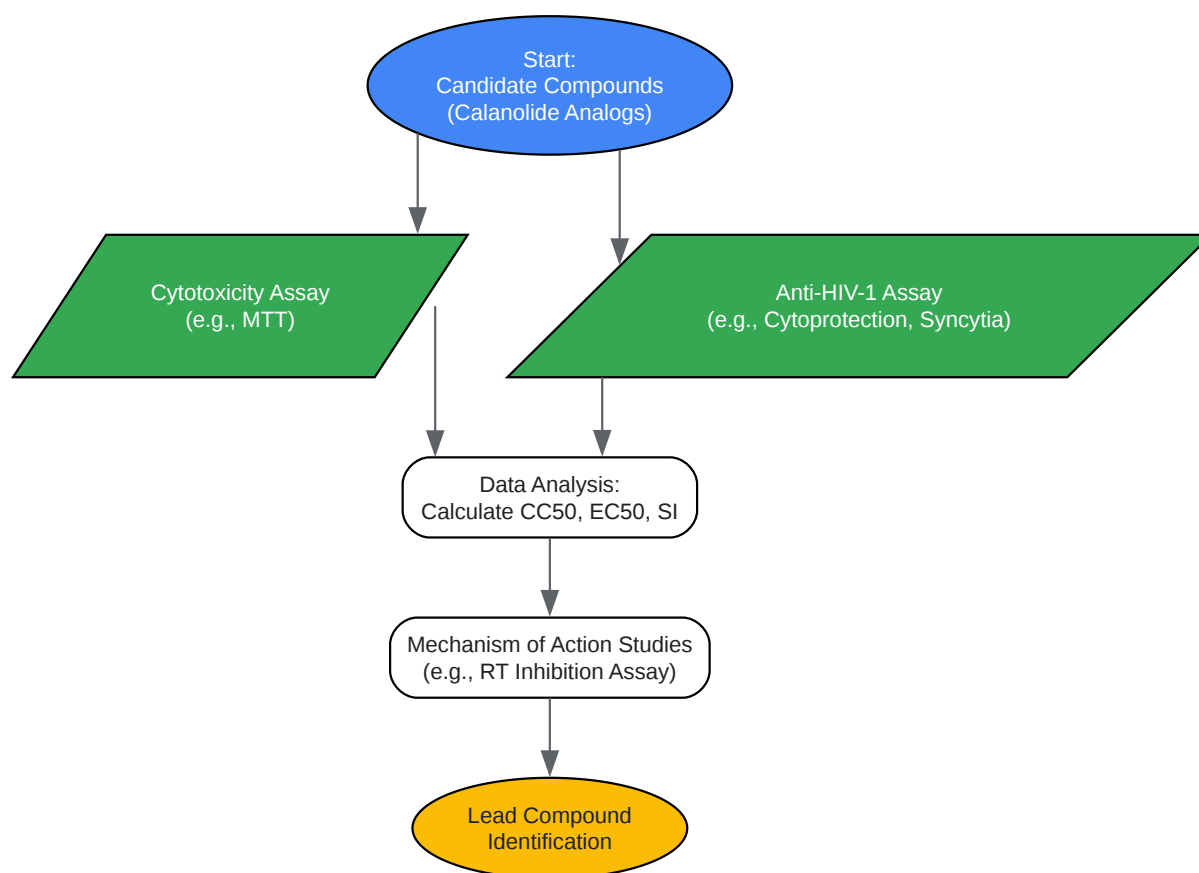 Start:
Candidate Compounds
(Calanolide Analogs)
Cytotoxicity Assay
(e.g., MTT)
Anti-HIV-1 Assay
(e.g., Cytoprotection, Syncytia)
Data Analysis:
Calculate CC50, EC50, SI
Mechanism of Action Studies
(e.g., RT Inhibition Assay)
Lead Compound
Identification